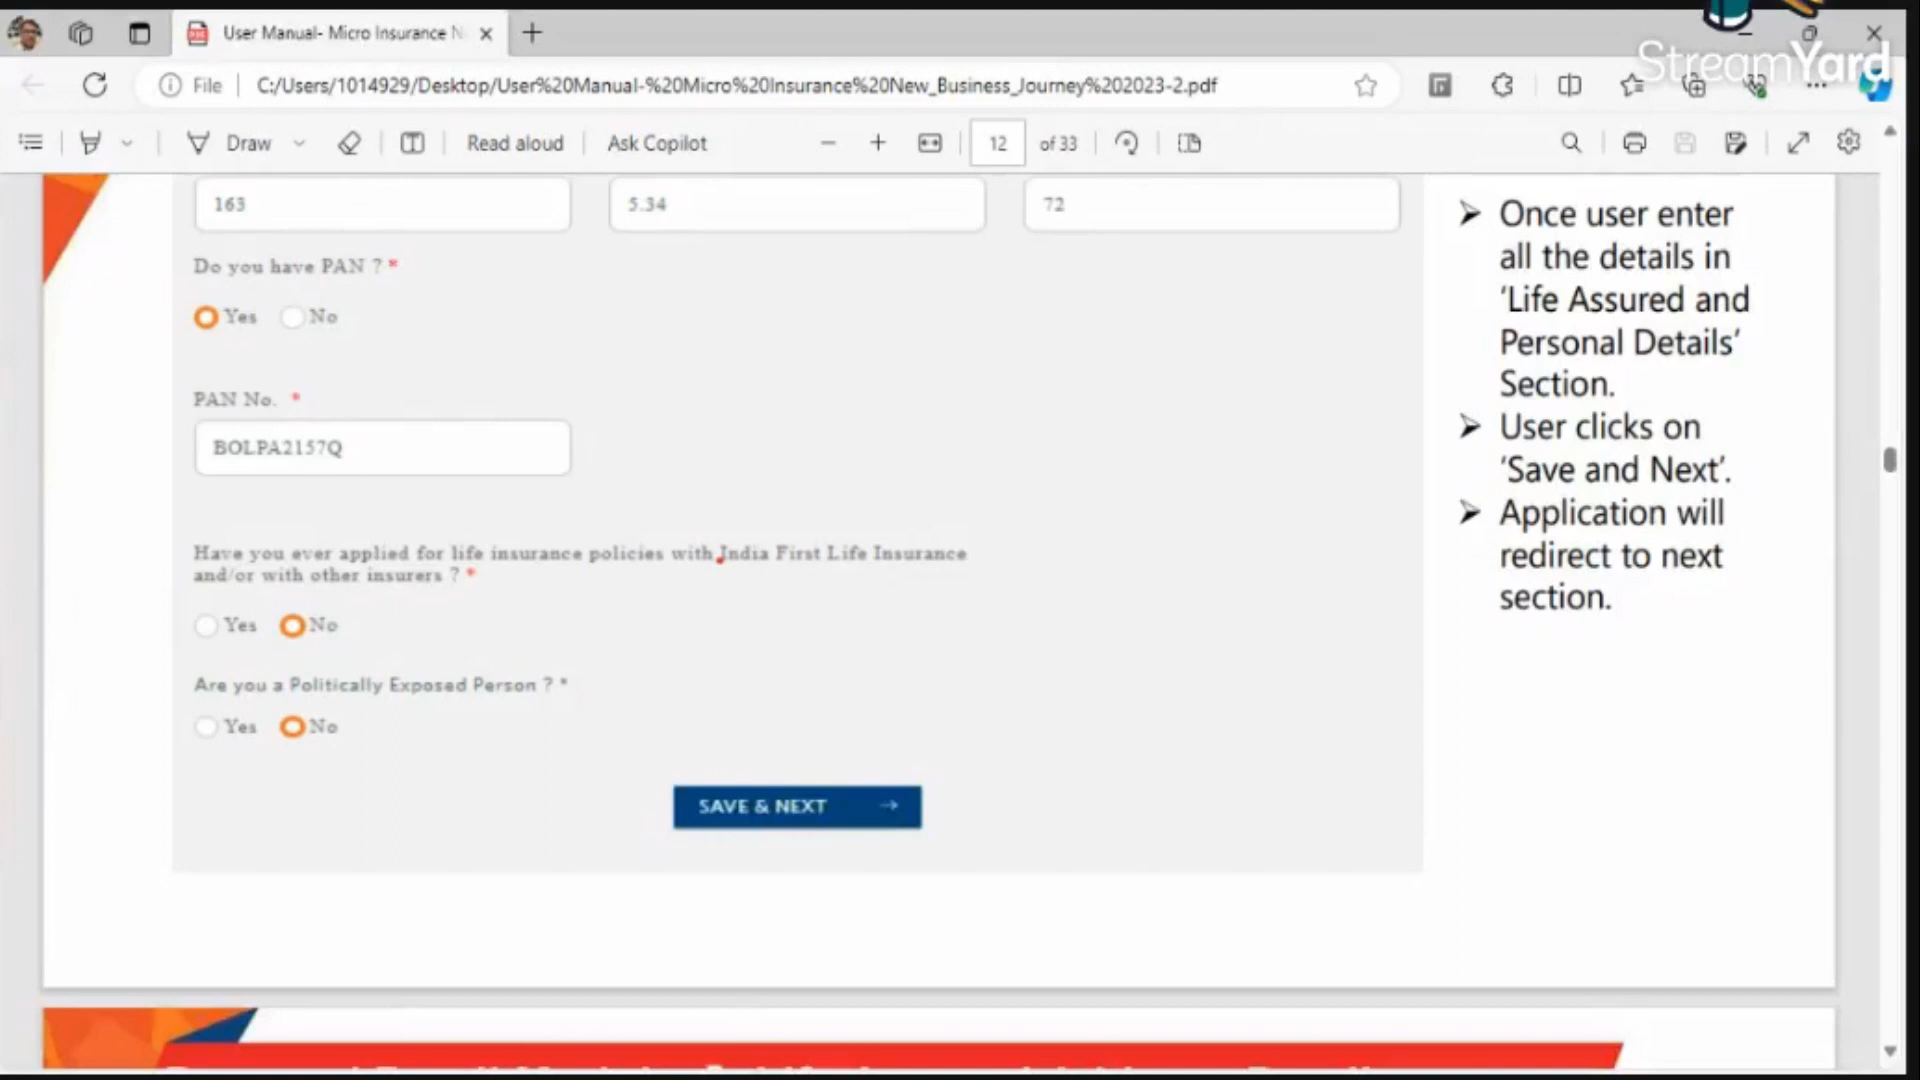 User Manual- Micro Insurance N
StreamYard
File
C:/Users/1014929/Desktop/User%20Manual-%20Micro%20Insurance%20New_Business_Journey%202023-2.pdf
Draw
Read aloud
Ask Copilot
12 of 33
163 5.34 72
Do you have PAN ? *
Yes No
PAN No. *
BOLPA2157Q
Have you ever applied for life insurance policies with India First Life Insurance
and/or with other insurers ? *
Yes No
Are you a Politically Exposed Person ? *
Yes No
SAVE & NEXT →
➤ Once user enter
all the details in
‘Life Assured and
Personal Details’
Section.
➤ User clicks on
‘Save and Next’.
➤ Application will
redirect to next
section.